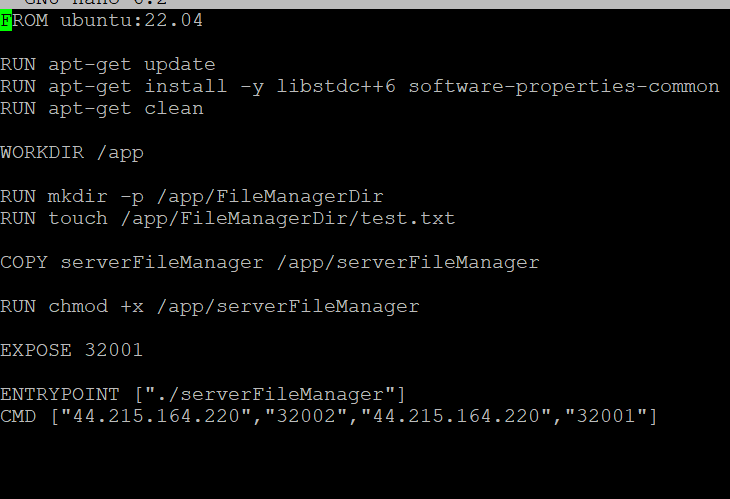 GNU nano 6.2
FROM ubuntu:22.04
RUN apt-get update
RUN apt-get install -y libstdc++6 software-properties-common
RUN apt-get clean
WORKDIR /app
RUN mkdir -p /app/FileManagerDir
RUN touch /app/FileManagerDir/test.txt
COPY serverFileManager /app/serverFileManager
RUN chmod +x /app/serverFileManager
EXPOSE 32001
ENTRYPOINT ["./serverFileManager"]
CMD ["44.215.164.220","32002","44.215.164.220","32001"]